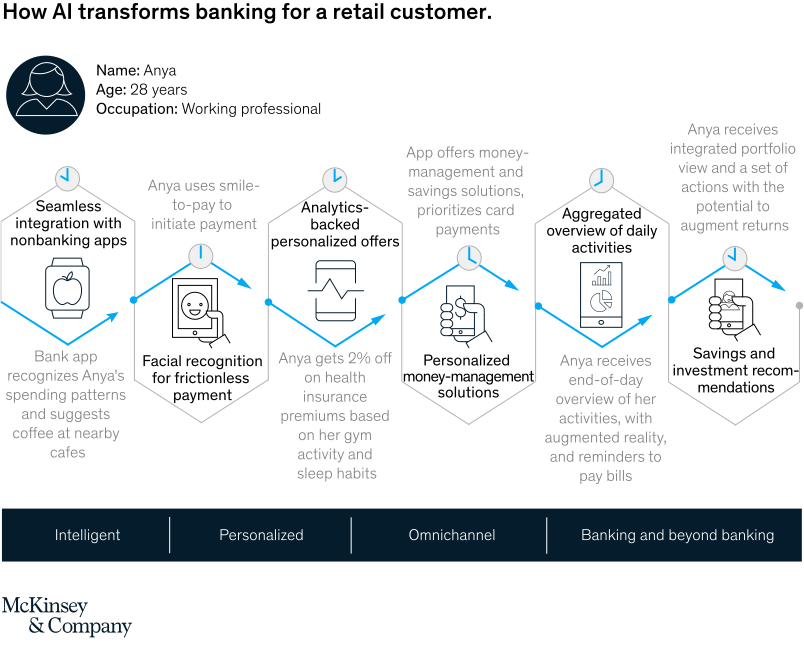 How AI transforms banking for a retail customer.
Name: Anya
Age: 28 years
Occupation: Working professional
Seamless
integration with
nonbanking apps
Bank app
recognizes Anya's
spending patterns
and suggests
coffee at nearby
cafes
Anya uses smile-
to-pay to
initiate payment
Facial recognition
for frictionless
payment
Analytics-
backed
personalized offers
Anya gets 2% off
on health
insurance
premiums based
on her gym
activity and
sleep habits
App offers money-
management and
savings solutions,
prioritizes card
payments
$
Personalized
money-management
solutions
Aggregated
overview of daily
activities
Anya receives
end-of-day
overview of her
activities, with
augmented reality,
and reminders to
pay bills
Anya receives
integrated portfolio
view and a set of
actions with the
potential to
augment returns
Savings and
investment recom-
mendations
Intelligent
Personalized
Omnichannel
Banking and beyond banking
McKinsey
& Company